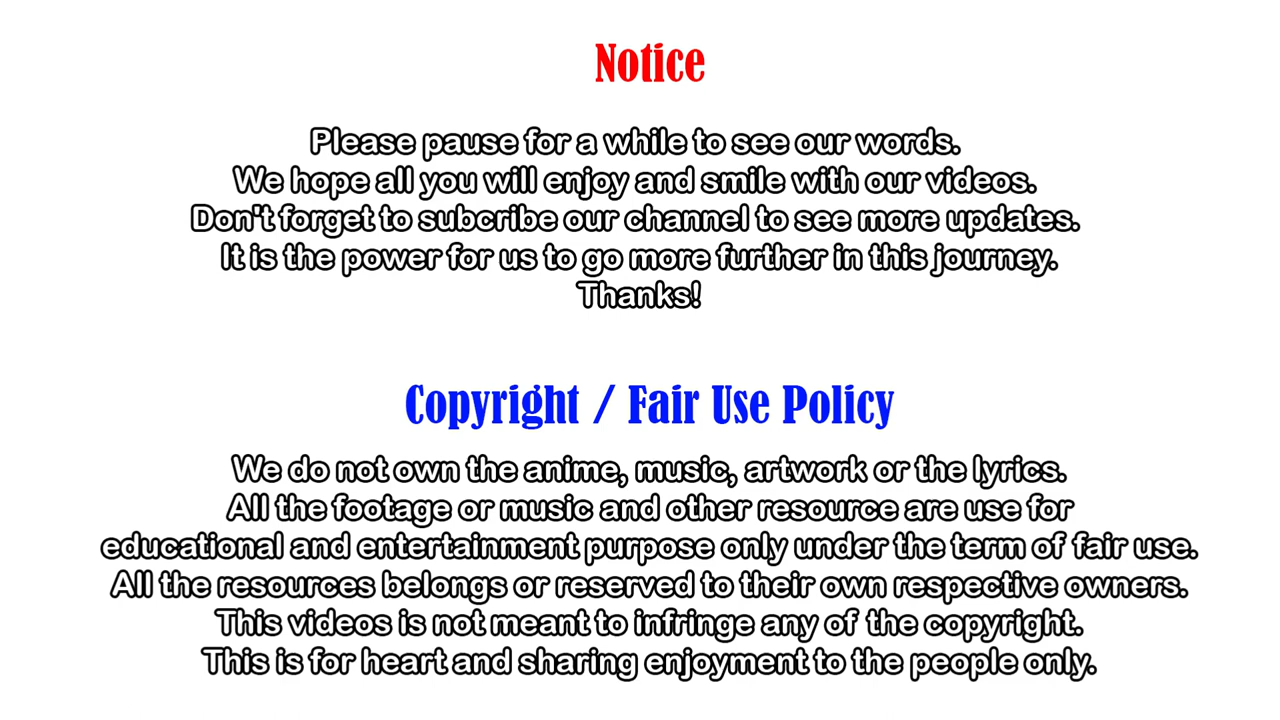 Notice
Please pause for a while to see our words.
We hope all you will enjoy and smile with our videos.
Don't forget to subcribe our channel to see more updates.
It is the power for us to go more further in this journey.
Thanks!
Copyright / Fair Use Policy
We do not own the anime, music, artwork or the lyrics.
All the footage or music and other resource are use for
educational and entertainment purpose only under the term of fair use.
All the resources belongs or reserved to their own respective owners.
This videos is not meant to infringe any of the copyright.
This is for heart and sharing enjoyment to the people only.